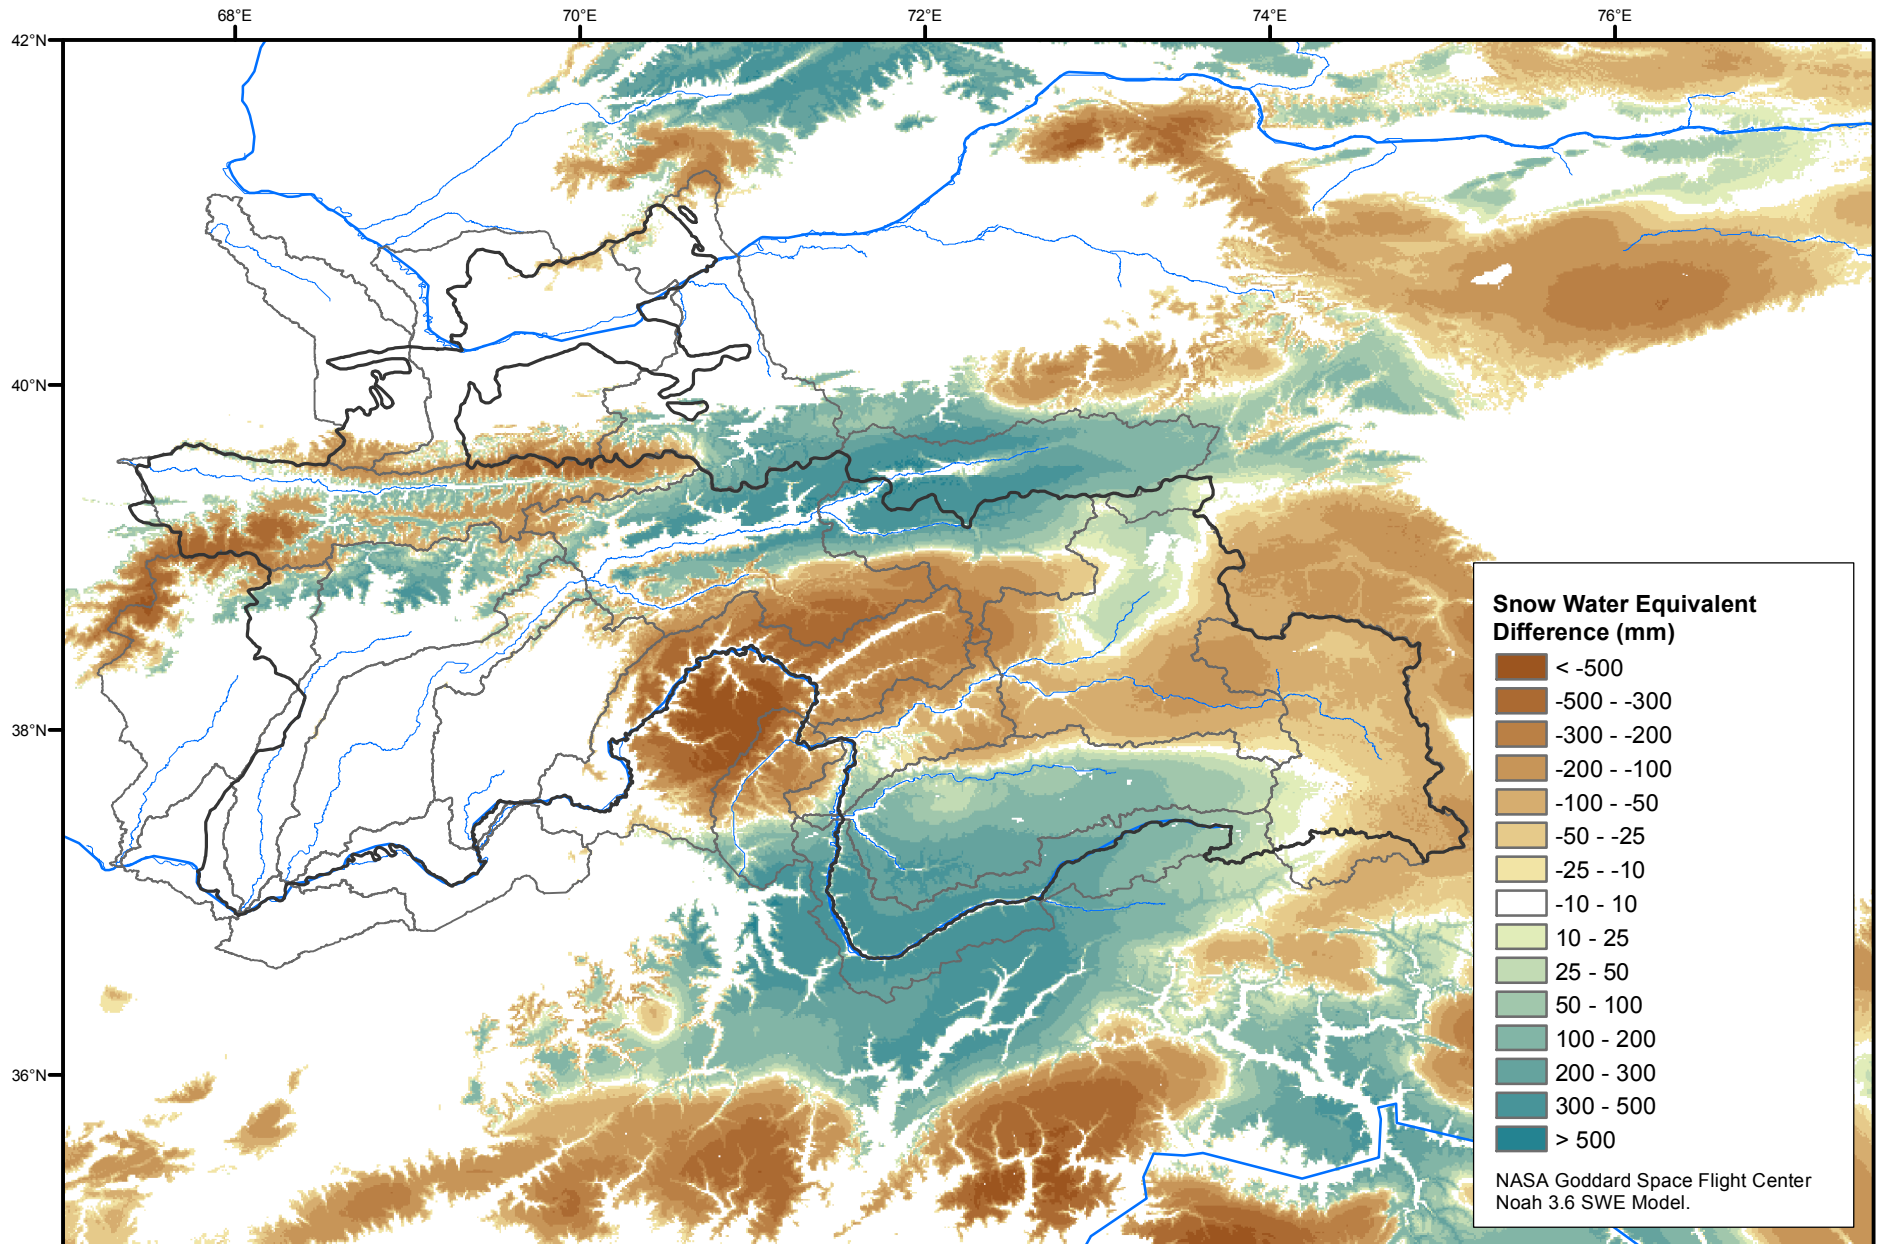 68°E 70°E 72°E 74°E 76°E
42°N
40°N
38°N
36°N
Snow Water Equivalent
Difference (mm)
< -500
-500 - -300
-300 - -200
-200 - -100
-100 - -50
-50 - -25
-25 - -10
-10 - 10
10 - 25
25 - 50
50 - 100
100 - 200
200 - 300
300 - 500
> 500
NASA Goddard Space Flight Center
Noah 3.6 SWE Model.